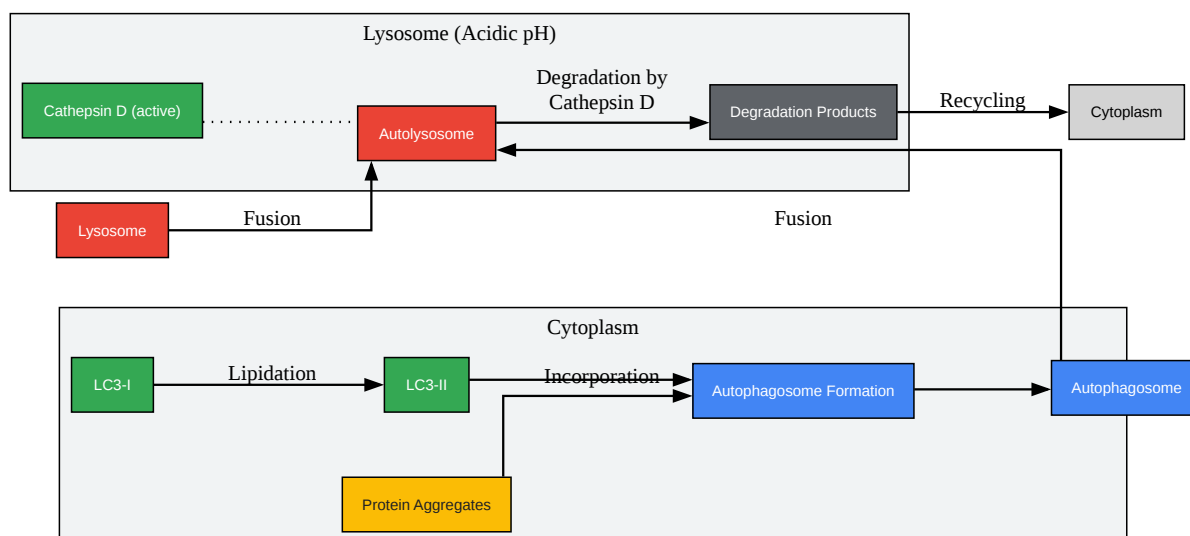 Lysosome (Acidic pH)
Cathepsin D (active)
Autolysosome
Degradation by
Cathepsin D
Degradation Products
Recycling
Cytoplasm
Lysosome
Fusion
Fusion
Cytoplasm
LC3-I
Lipidation
LC3-II
Incorporation
Autophagosome Formation
Autophagosome
Protein Aggregates